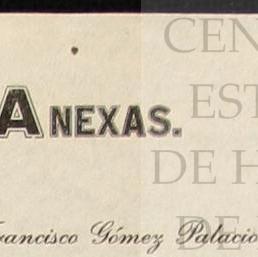 CEN
ANEXAS.
EST
DE H
rancisco Gómez Palacio
DE